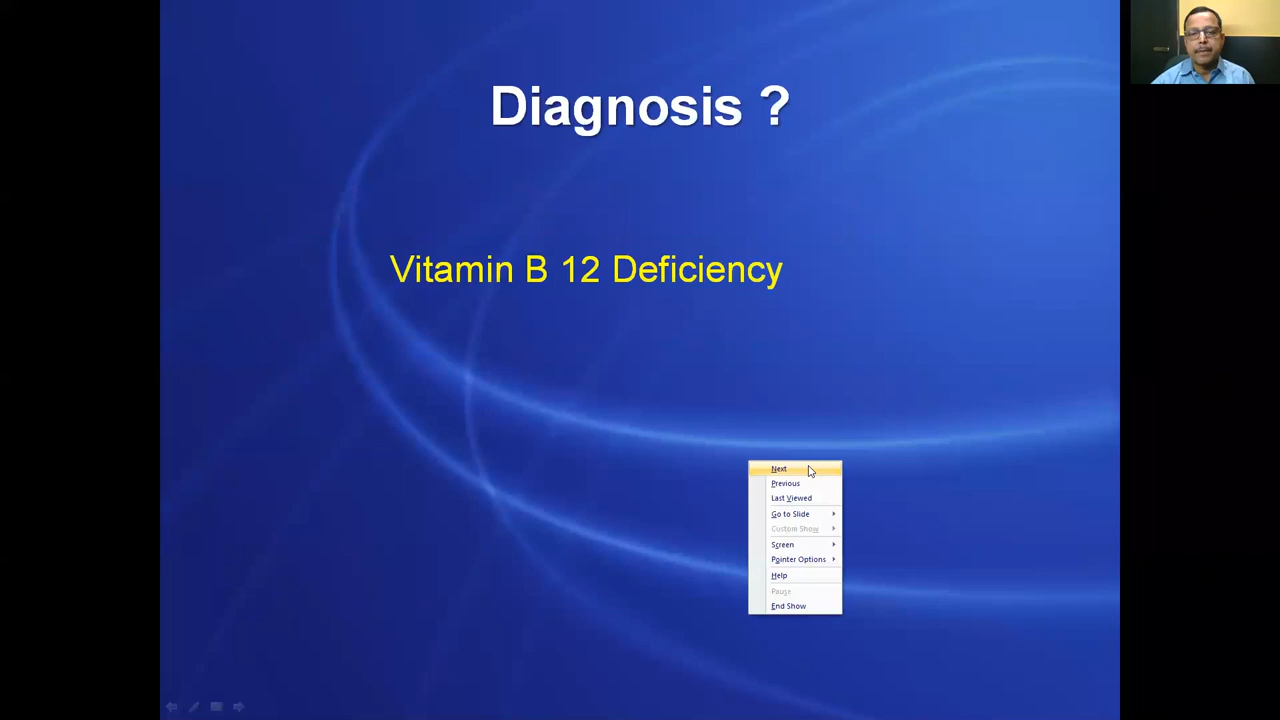 Diagnosis ?
Vitamin B 12 Deficiency
Next
Previous
Last Viewed
Go to Slide
Custom Show
Screen
Pointer Options
Help
Pause
End Show